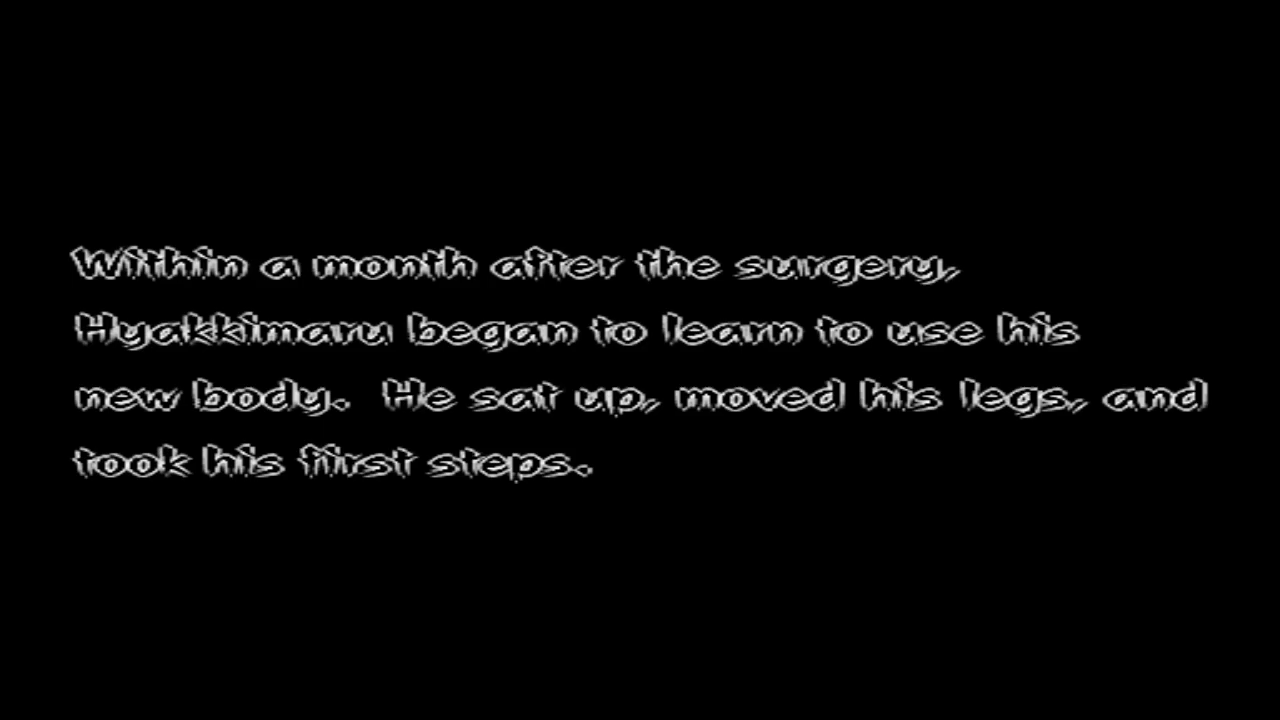 Within a month after the surgery,
Hyakkimaru began to learn to use his
new body.  He sat up, moved his legs, and
took his first steps.